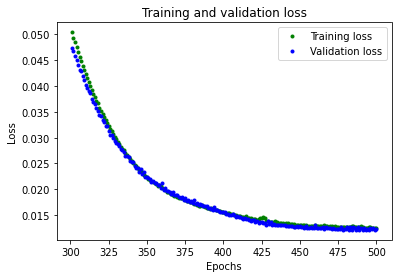 Training and validation loss
Training loss
Validation loss
Loss
0.050
0.045
0.040
0.035
0.030
0.025
0.020
0.015
300 325 350 375 400 425 450 475 500
Epochs